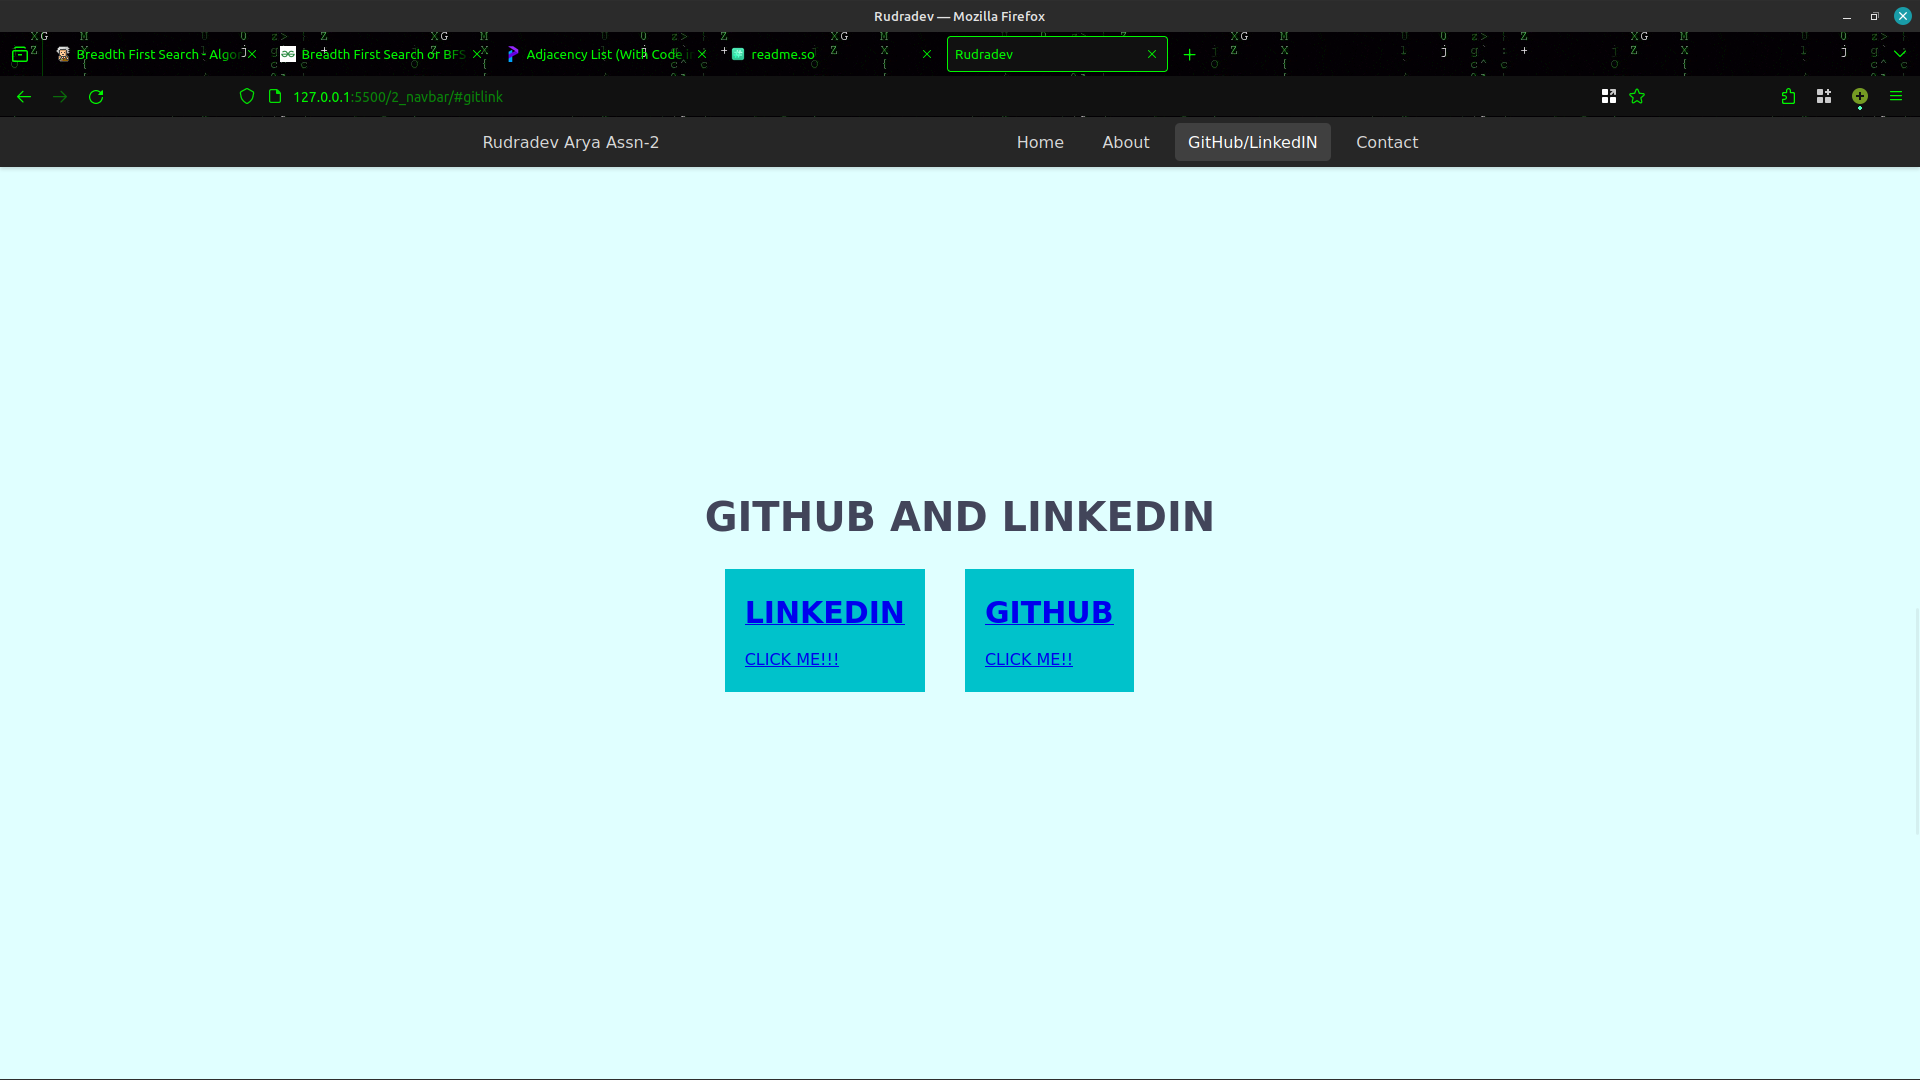 Rudradev — Mozilla Firefox
Breadth First Search - Algo
Breadth First Search or BFS
Adjacency List (With Code in
readme.so
Rudradev
127.0.0.1:5500/2_navbar/#gitlink
Rudradev Arya Assn-2
Home
About
GitHub/LinkedIN
Contact
GITHUB AND LINKEDIN
LINKEDIN
CLICK ME!!!
GITHUB
CLICK ME!!